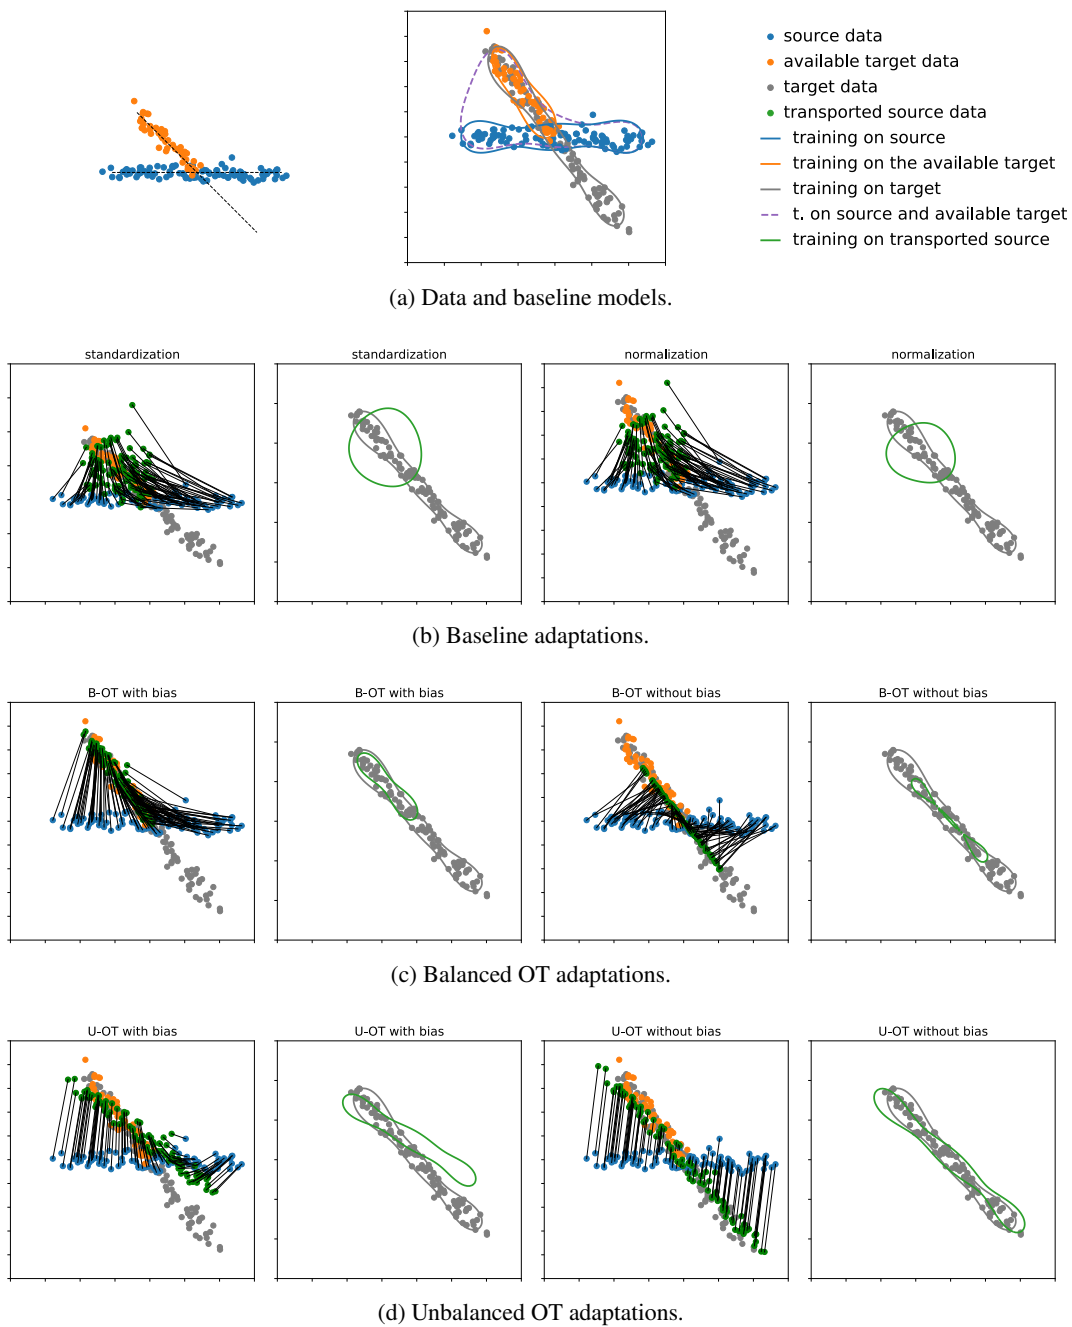 source data
available target data
target data
transported source data
training on source
training on the available target
training on target
t. on source and available target
training on transported source
(a) Data and baseline models.
standardization
standardization
normalization
normalization
(b) Baseline adaptations.
B-OT with bias
B-OT with bias
B-OT without bias
B-OT without bias
(c) Balanced OT adaptations.
U-OT with bias
U-OT with bias
U-OT without bias
U-OT without bias
(d) Unbalanced OT adaptations.